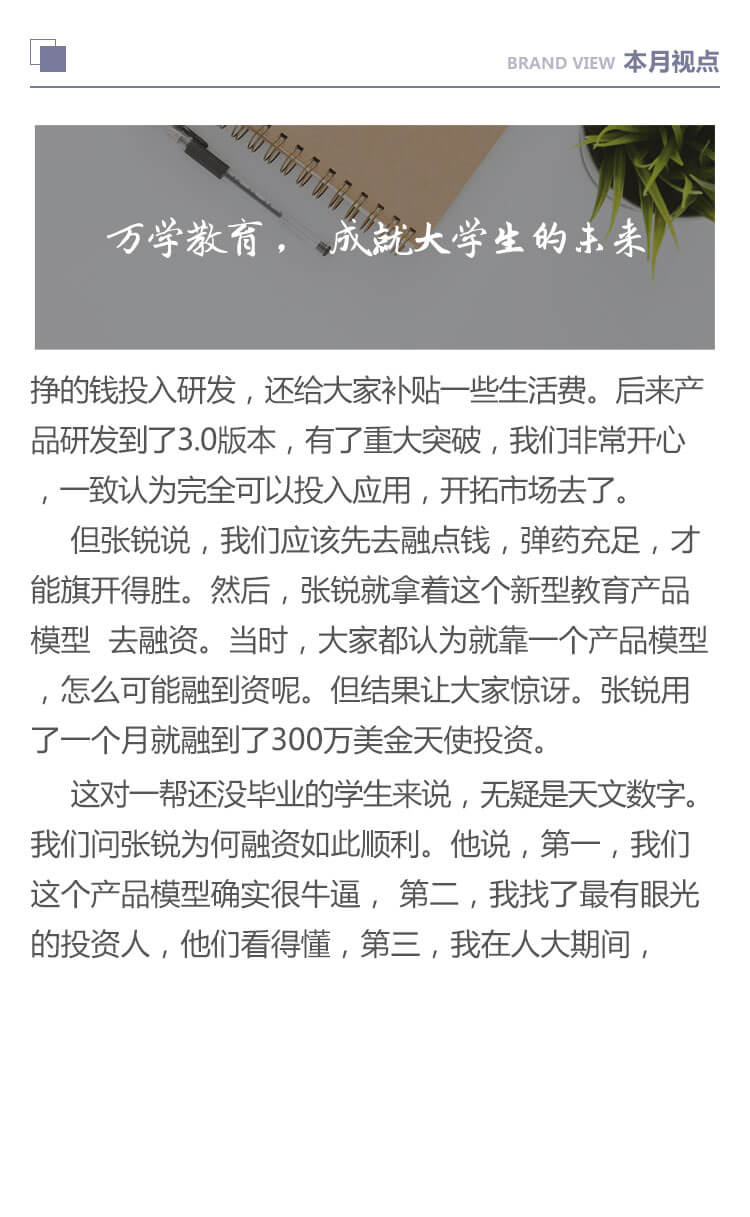 BRAND VIEW 本月视点
万学教育， 成就大学生的未来
挣的钱投入研发，还给大家补贴一些生活费。后来产
品研发到了3.0版本，有了重大突破，我们非常开心
，一致认为完全可以投入应用，开拓市场去了。
但张锐说，我们应该先去融点钱，弹药充足，才
能旗开得胜。然后，张锐就拿着这个新型教育产品
模型 去融资。当时，大家都认为就靠一个产品模型
，怎么可能融到资呢。但结果让大家惊讶。张锐用
了一个月就融到了300万美金天使投资。
这对一帮还没毕业的学生来说，无疑是天文数字。
我们问张锐为何融资如此顺利。他说，第一，我们
这个产品模型确实很牛逼， 第二，我找了最有眼光
的投资人，他们看得懂，第三，我在人大期间，